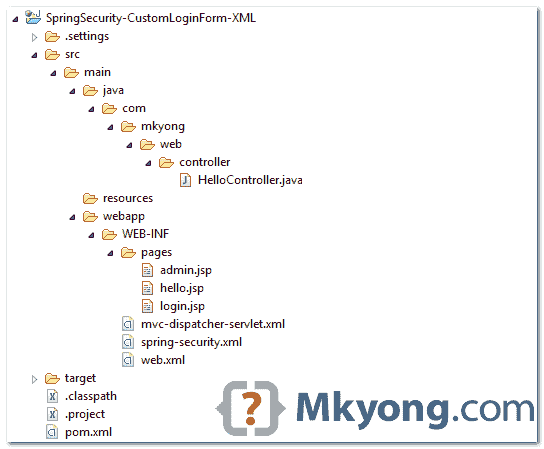 SpringSecurity-CustomLoginForm-XML
.settings
src
main
java
com
mkyong
web
controller
HelloController.java
resources
webapp
WEB-INF
pages
admin.jsp
hello.jsp
login.jsp
mvc-dispatcher-servlet.xml
spring-security.xml
web.xml
target
.classpath
.project
pom.xml
{?} Mkyong.com